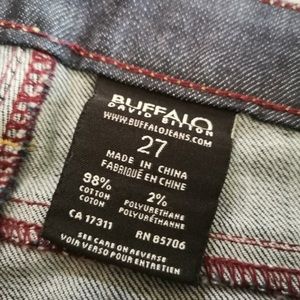 BUFFALO
DAVID BITTON
WWW.BUFFALOJEANS.COM
27
MADE IN CHINA
FABRIQUÉ EN CHINE
98% 2%
COTTON POLYURETHANE
COTON POLYURÉTHANNE
CA 17311 RN 85706
SEE CARE ON REVERSE
VOIR VERSO POUR ENTRETIEN